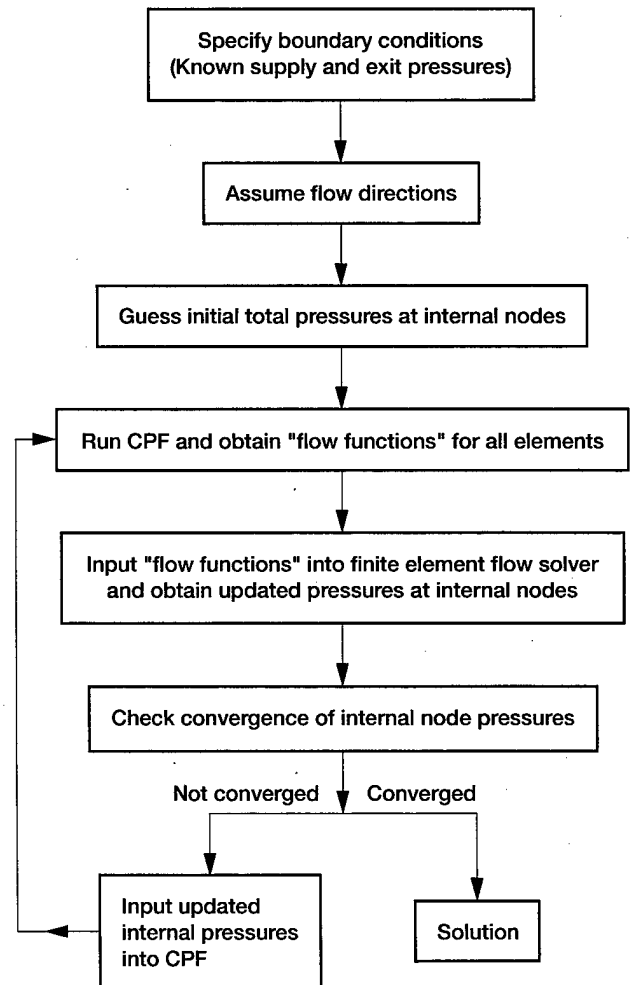 Specify boundary conditions
(Known supply and exit pressures)
Assume flow directions
Guess initial total pressures at internal nodes
Run CPF and obtain "flow functions" for all elements
Input "flow functions" into finite element flow solver
and obtain updated pressures at internal nodes
Check convergence of internal node pressures
Not converged
Converged
Input updated
internal pressures
into CPF
Solution